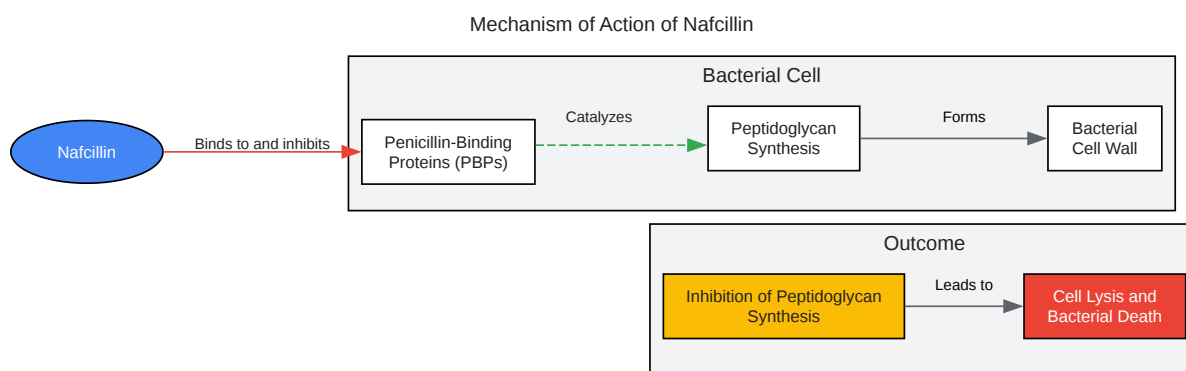 Mechanism of Action of Nafcillin
Bacterial Cell
Nafcillin
Binds to and inhibits
Penicillin-Binding
Proteins (PBPs)
Catalyzes
Peptidoglycan
Synthesis
Forms
Bacterial
Cell Wall
Outcome
Inhibition of Peptidoglycan
Synthesis
Leads to
Cell Lysis and
Bacterial Death